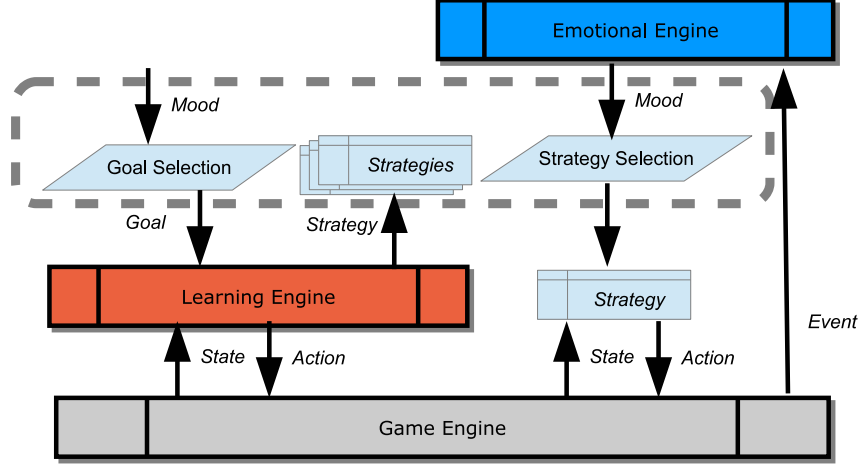 Emotional Engine
Mood
Mood
Goal Selection
Strategies
Strategy Selection
Goal
Strategy
Learning Engine
Strategy
Event
State
Action
State
Action
Game Engine